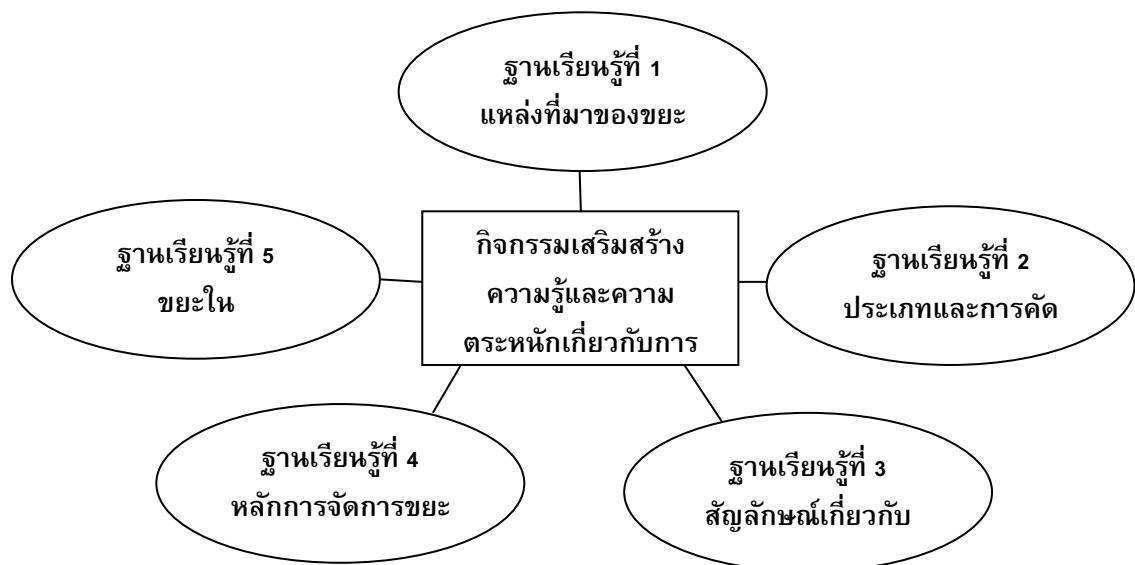 ฐานเรียนรู้ที่ 1
แหล่งที่มาของขยะ
กิจกรรมเสริมสร้าง
ความรู้และความ
ตระหนักเกี่ยวกับการ
ฐานเรียนรู้ที่ 2
ประเภทและการคัด
ฐานเรียนรู้ที่ 3
สัญลักษณ์เกี่ยวกับ
ฐานเรียนรู้ที่ 4
หลักการจัดการขยะ
ฐานเรียนรู้ที่ 5
ขยะใน